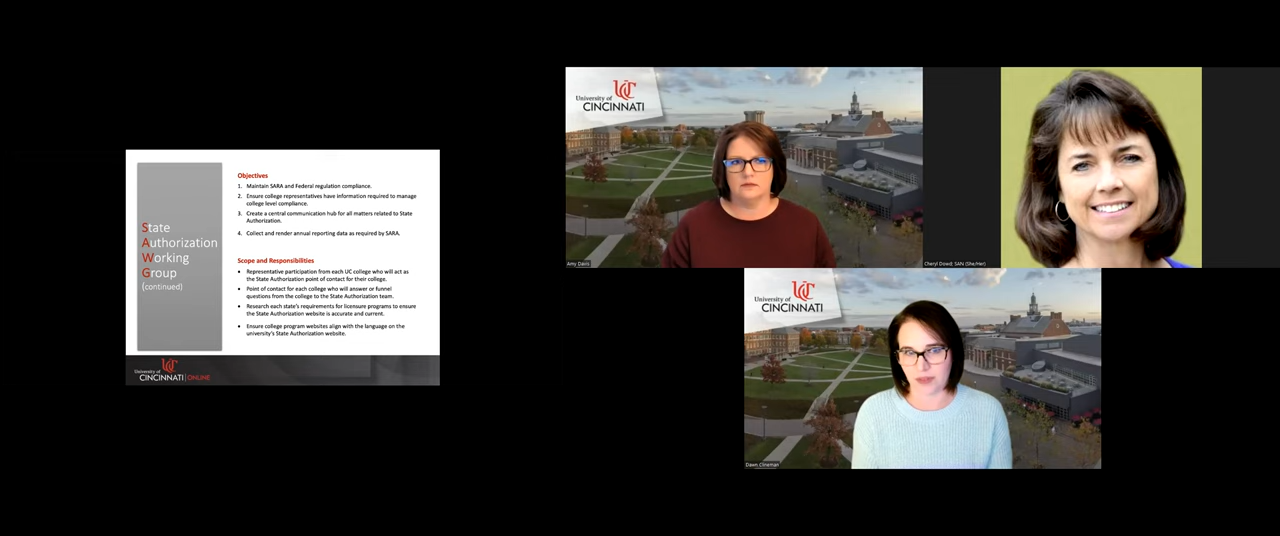 State
Authorization
Working
Group
(continued)
Objectives
1. Maintain SARA and Federal regulation compliance.
2. Ensure college representatives have information required to manage
college level compliance.
3. Create a central communication hub for all matters related to State
Authorization.
4. Collect and render annual reporting data as required by SARA.
Scope and Responsibilities
• Representative participation from each UC college who will act as
the State Authorization point of contact for their college.
• Point of contact for each college who will answer or funnel
questions from the college to the State Authorization team.
• Research each state's requirements for licensure programs to ensure
the State Authorization website is accurate and current.
• Ensure college program websites align with the language on the
university's State Authorization website.
UC
University of
CINCINNATI | ONLINE
UC
University of
CINCINNATI
Amy Davis
Cheryl Dowd; SAN (She/Her)
UC
University of
CINCINNATI
Dawn Cineman